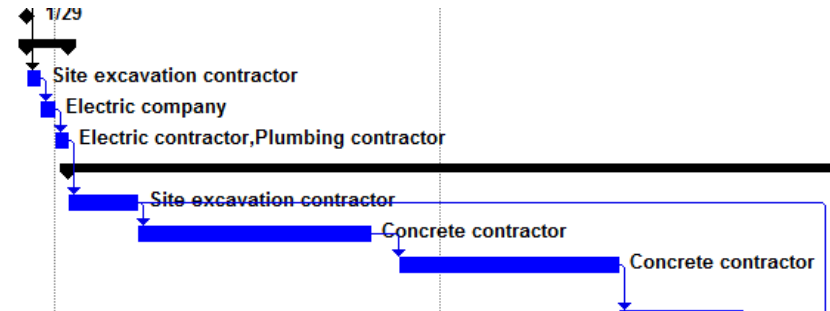 1/29
Site excavation contractor
Electric company
Electric contractor,Plumbing contractor
Site excavation contractor
Concrete contractor
Concrete contractor